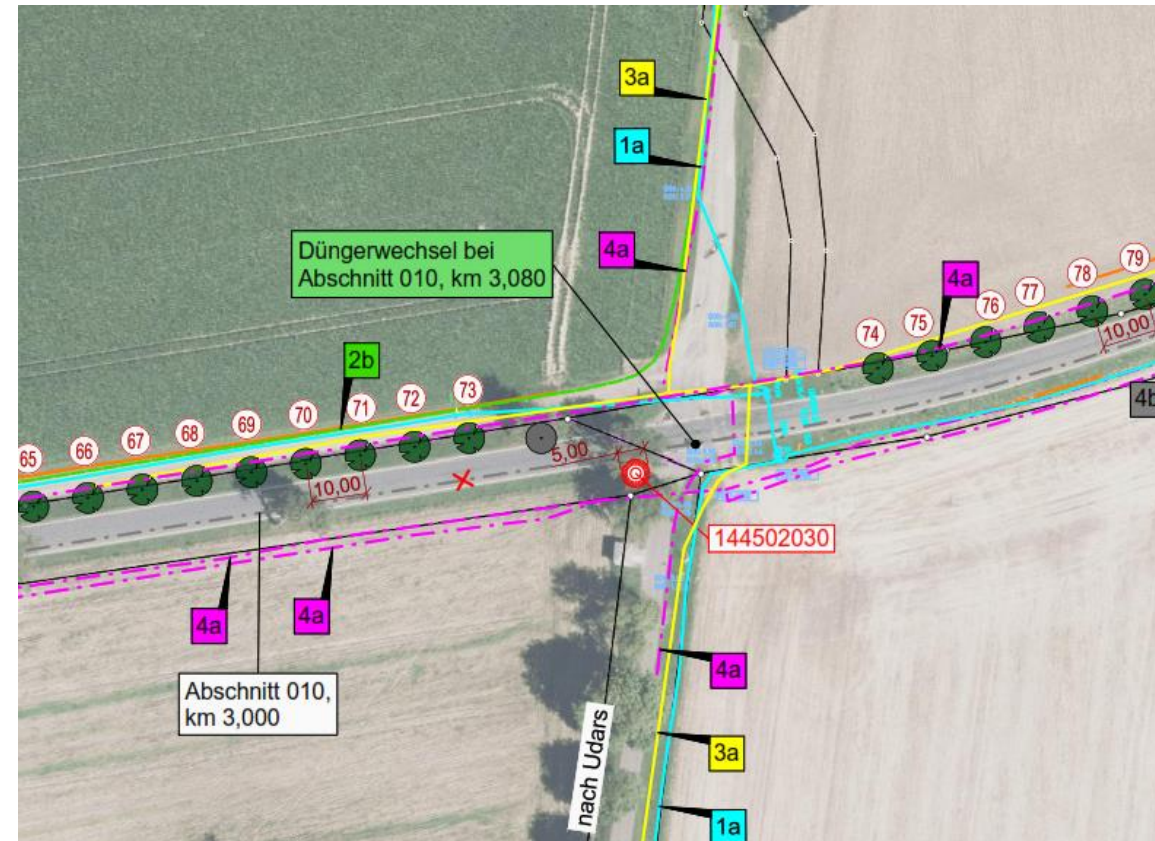 3a
1a
Düngerwechsel bei
Abschnitt 010, km 3,080
4a
4a
79
78
77
76
75
74
10,00
2b
73
72
71
70
69
68
67
66
65
4b
5,00
10,00
144502030
4a
4a
4a
Abschnitt 010,
km 3,000
nach Udars
3a
1a